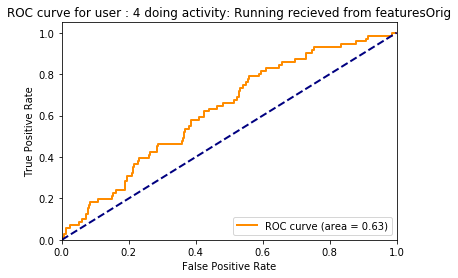 ROC curve for user : 4 doing activity: Running recieved from featuresOrig
1.0
0.8
0.6
0.4
0.2
0.0
True Positive Rate
ROC curve (area = 0.63)
0.0 0.2 0.4 0.6 0.8 1.0
False Positive Rate